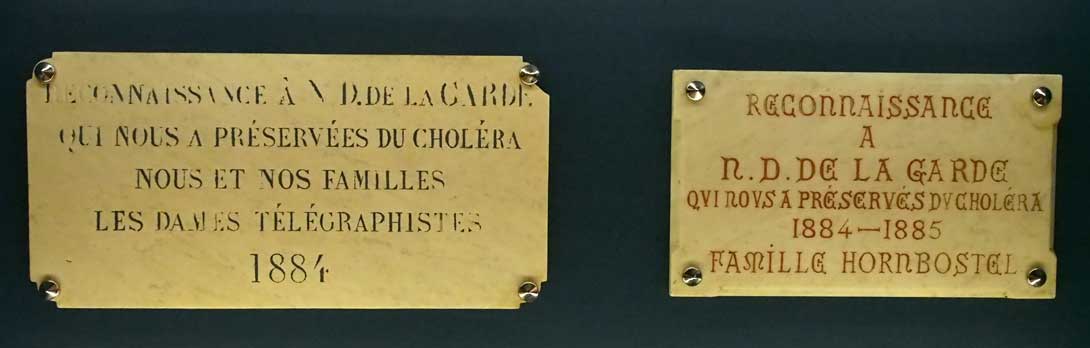 RECONNAISSANCE À N D. DE LA GARDE
QUI NOUS A PRÉSERVÉES DU CHOLÉRA
NOUS ET NOS FAMILLES
LES DAMES TÉLÉGRAPHISTES
1884
RECONNAISSANCE
A
N. D. DE LA GARDE
QVI NOVS A PRÉSERVÉS DV CHOLÉRA
1884—1885
FAMILLE HORNBOSTEL